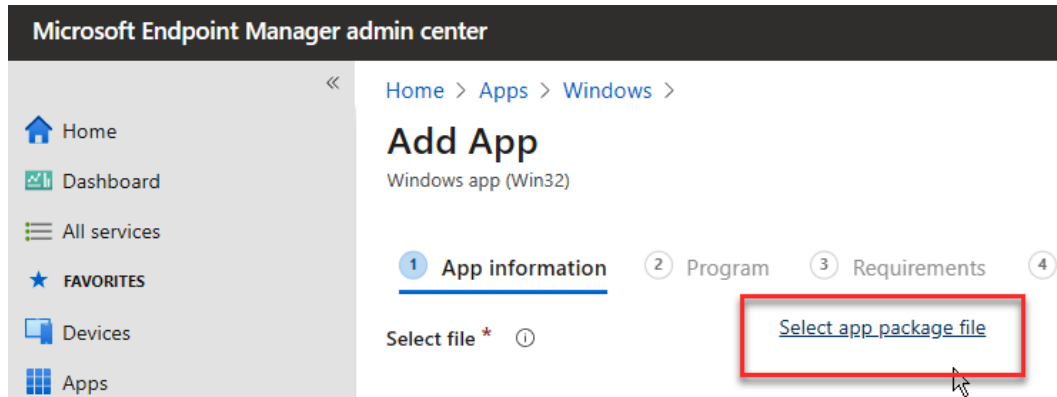 Microsoft Endpoint Manager admin center
«
Home > Apps > Windows >
Home
Add App
Windows app (Win32)
Dashboard
All services
FAVORITES
1 App information 2 Program 3 Requirements 4
Devices
Select file * Select app package file
Apps